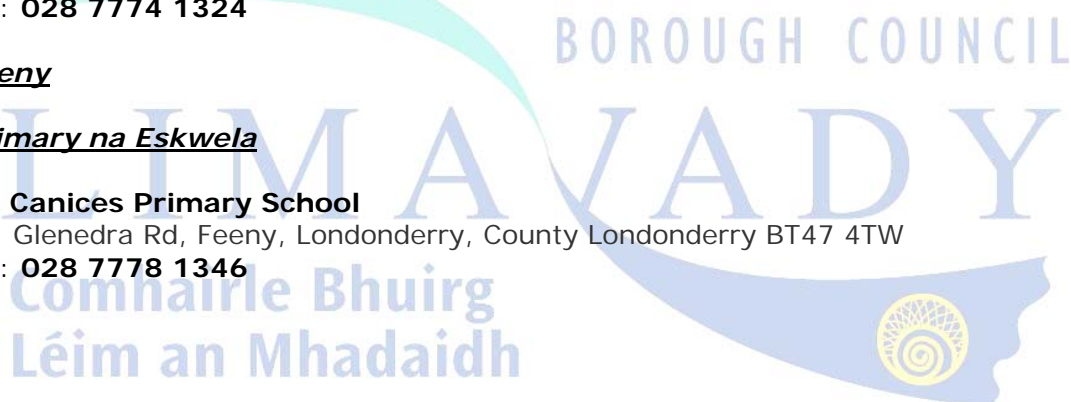 : 028 7774 1324
BOROUGH COUNCIL
eny
LIMAVADY
imary na Eskwela
Canices Primary School
Glenedra Rd, Feeny, Londonderry, County Londonderry BT47 4TW
: 028 7778 1346
Comhairle Bhuirg
Léim an Mhadaidh